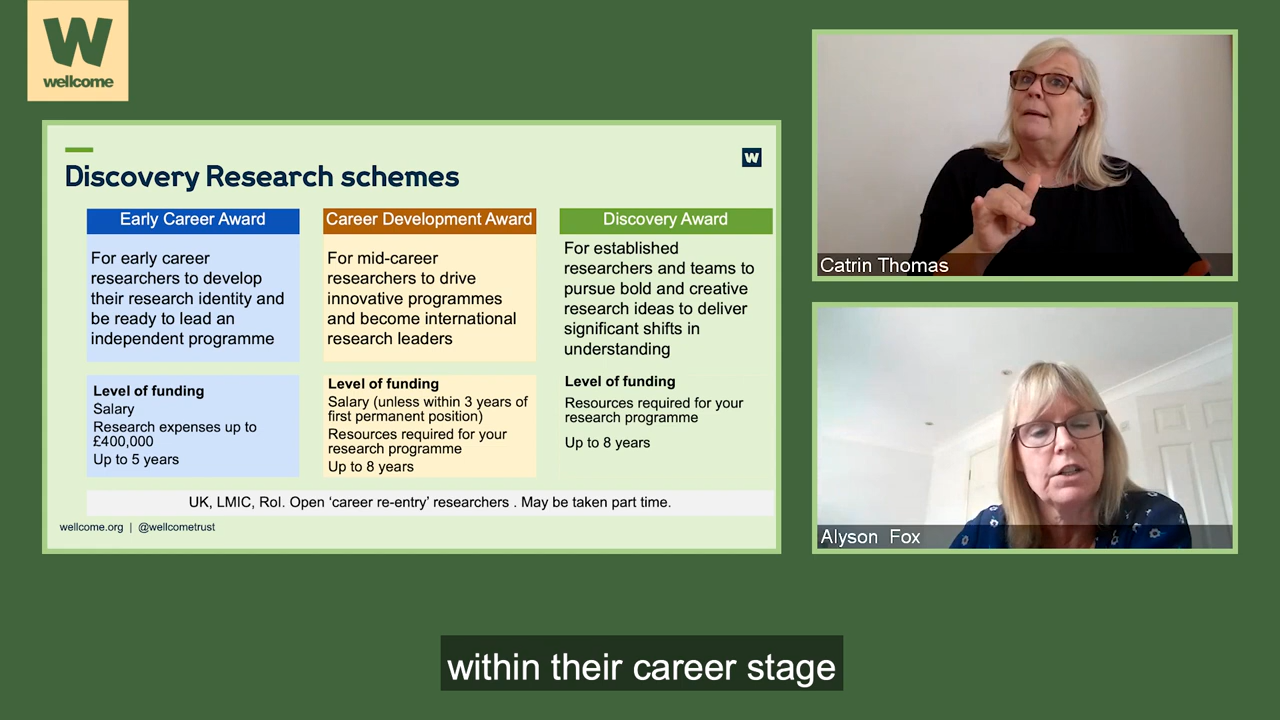 W
wellcome
W
Discovery Research schemes
Early Career Award
For early career
researchers to develop
their research identity and
be ready to lead an
independent programme
Level of funding
Salary
Research expenses up to
£400,000
Up to 5 years
Career Development Award
For mid-career
researchers to drive
innovative programmes
and become international
research leaders
Level of funding
Salary (unless within 3 years of
first permanent position)
Resources required for your
research programme
Up to 8 years
Discovery Award
For established
researchers and teams to
pursue bold and creative
research ideas to deliver
significant shifts in
understanding
Level of funding
Resources required for your
research programme
Up to 8 years
UK, LMIC, RoI. Open ‘career re-entry’ researchers . May be taken part time.
wellcome.org | @wellcometrust
Catrin Thomas
Alyson Fox
within their career stage